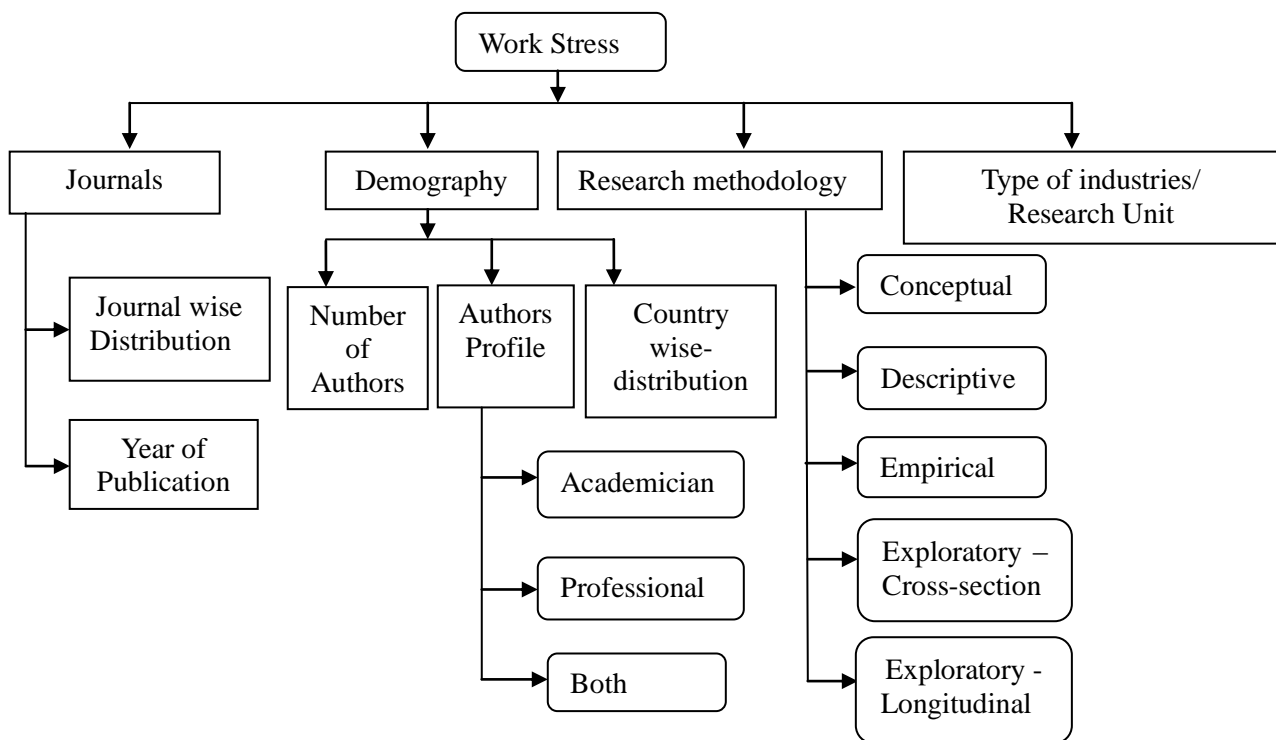 Work Stress
Journals
Demography
Research methodology
Type of industries/
Research Unit
Journal wise
Distribution
Year of
Publication
Number
of
Authors
Authors
Profile
Country
wise-
distribution
Academician
Professional
Both
Conceptual
Descriptive
Empirical
Exploratory –
Cross-section
Exploratory -
Longitudinal